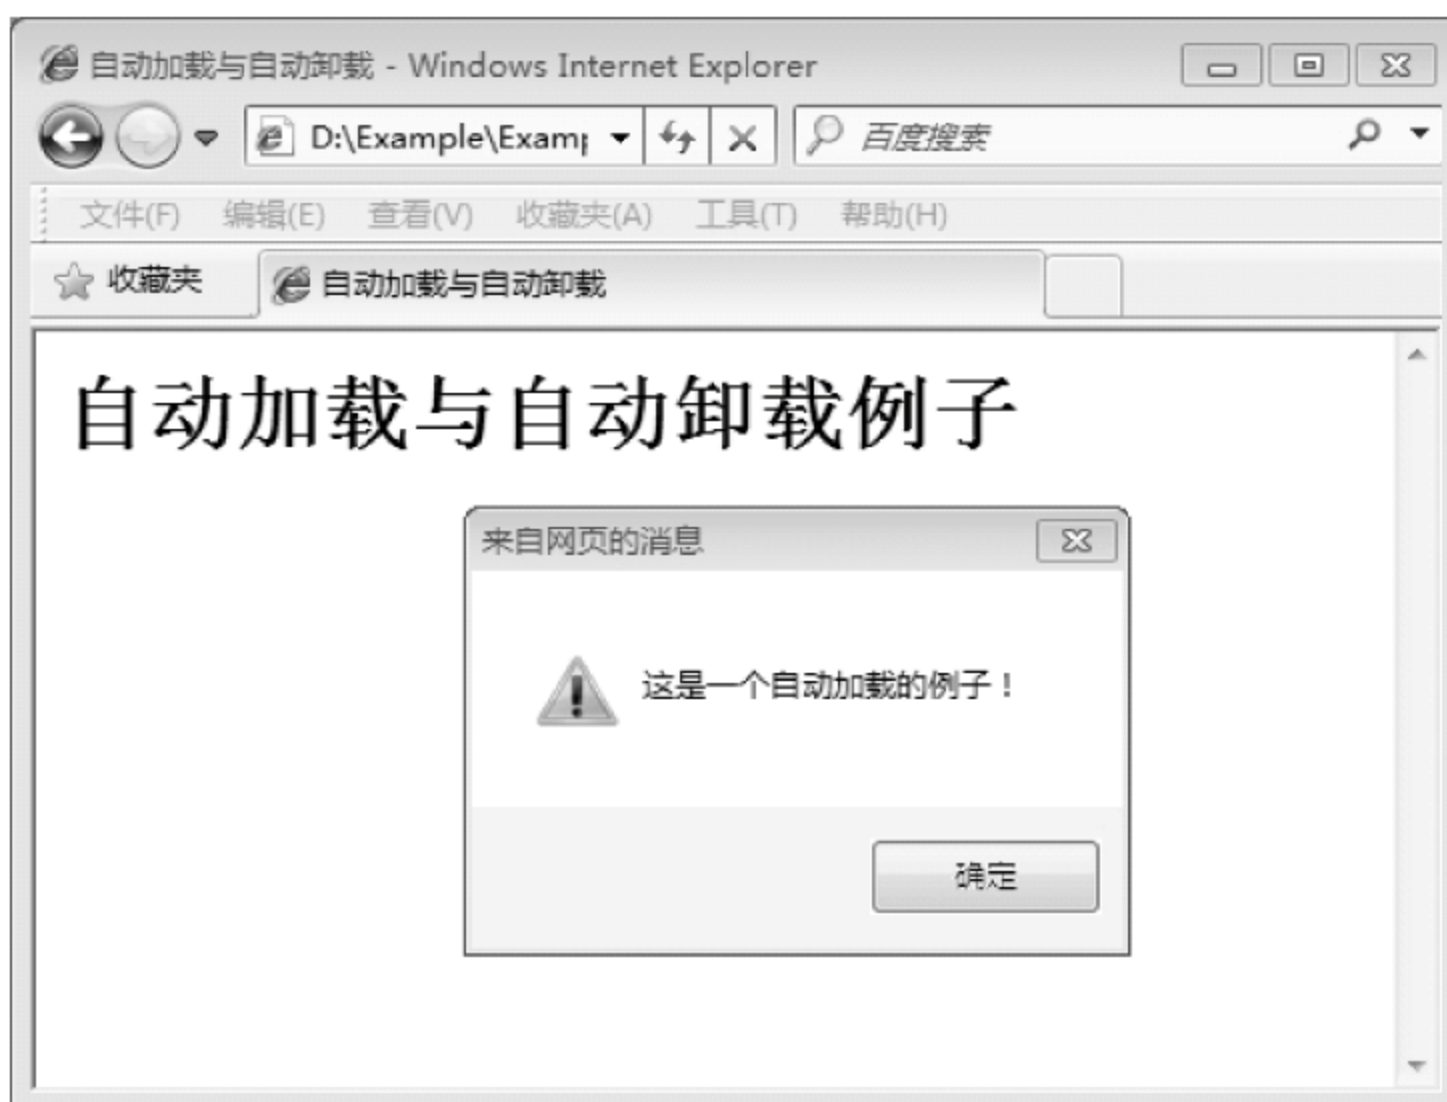 自动加载与自动卸载 - Windows Internet Explorer
D:\Example\Examp
百度搜索
文件(F) 编辑(E) 查看(V) 收藏夹(A) 工具(T) 帮助(H)
收藏夹 自动加载与自动卸载
自动加载与自动卸载例子
来自网页的消息
这是一个自动加载的例子！
确定